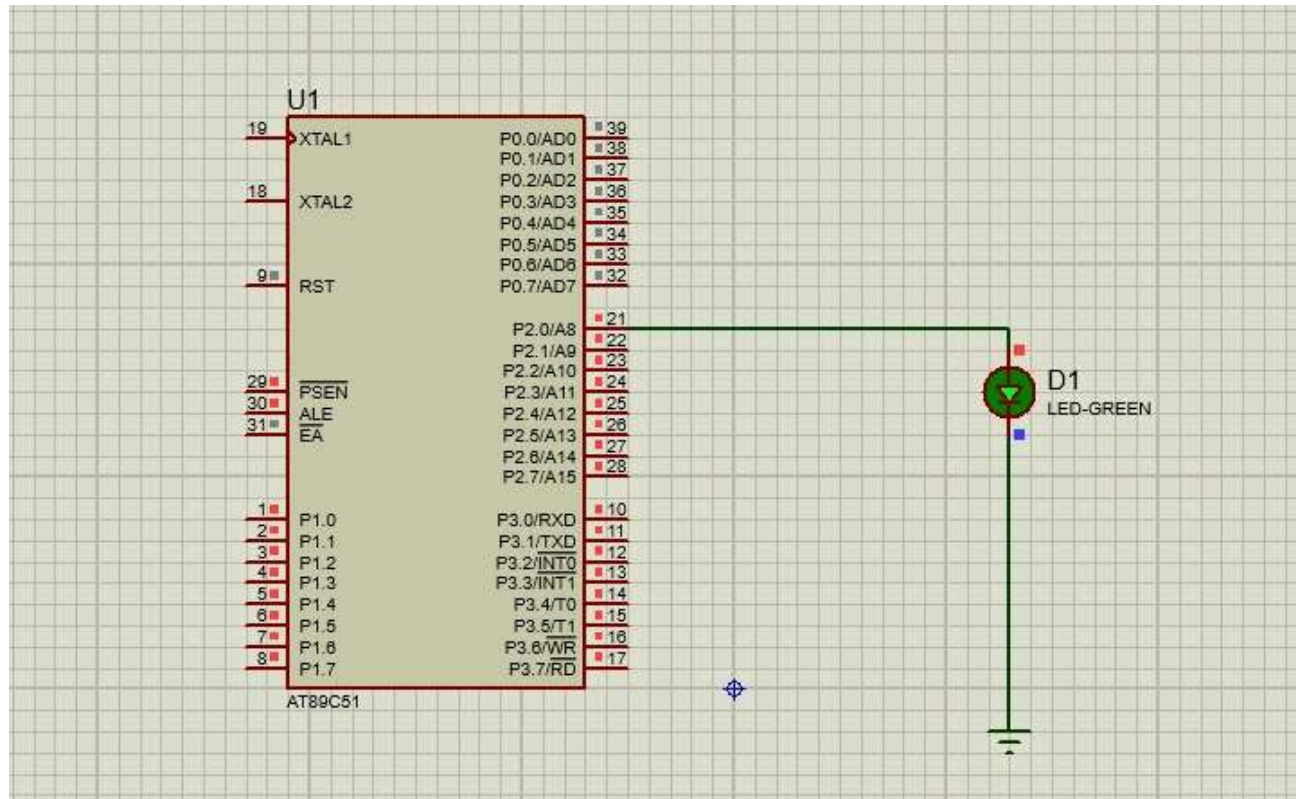 U1
19 XTAL1
18 XTAL2
9 RST
29 PSEN
30 ALE
31 EA
1 P1.0
2 P1.1
3 P1.2
4 P1.3
5 P1.4
6 P1.5
7 P1.6
8 P1.7
P0.0/AD0 39
P0.1/AD1 38
P0.2/AD2 37
P0.3/AD3 36
P0.4/AD4 35
P0.5/AD5 34
P0.6/AD6 33
P0.7/AD7 32
P2.0/A8 21
P2.1/A9 22
P2.2/A10 23
P2.3/A11 24
P2.4/A12 25
P2.5/A13 26
P2.6/A14 27
P2.7/A15 28
P3.0/RXD 10
P3.1/TXD 11
P3.2/INT0 12
P3.3/INT1 13
P3.4/T0 14
P3.5/T1 15
P3.6/WR 16
P3.7/RD 17
AT89C51
D1
LED-GREEN